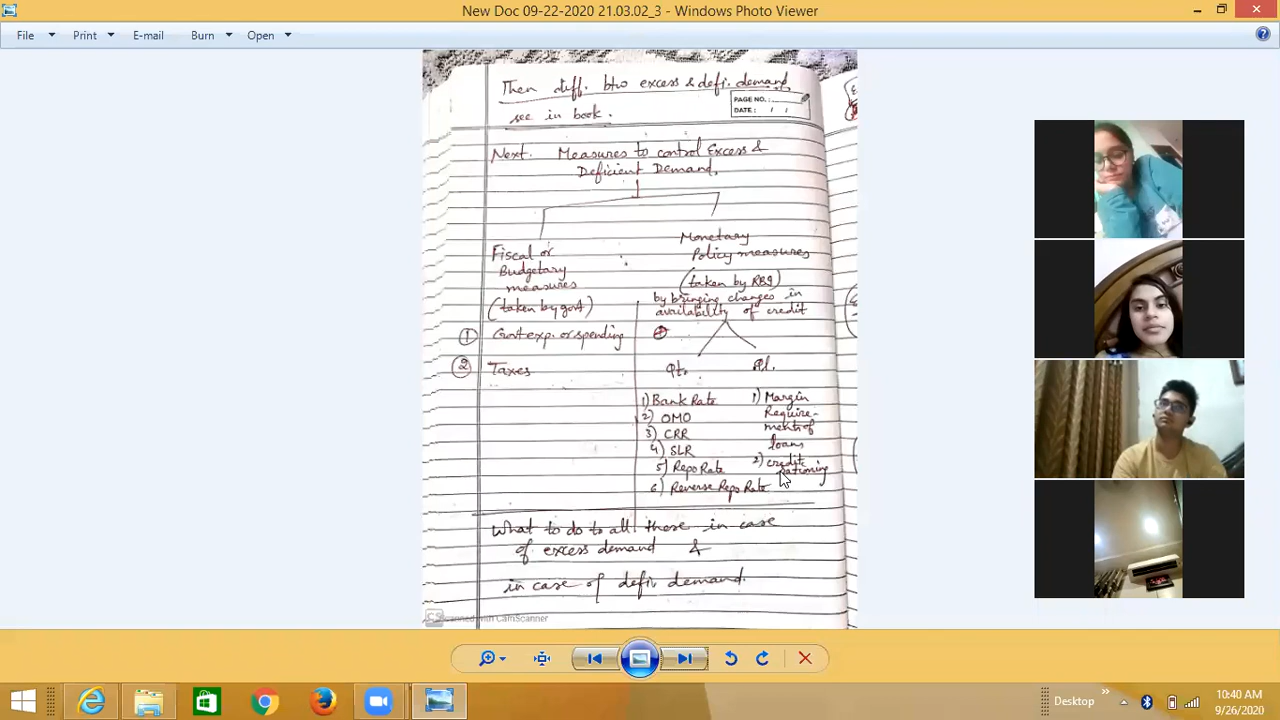 New Doc 09-22-2020 21.03.02_3 - Windows Photo Viewer
File Print E-mail Burn Open
Then diff. btw excess & defi. demand
see in book.
PAGE NO.:
DATE: / /
Next. Measures to control Excess &
Deficient Demand.
Fiscal or
Budgetary
measures
(taken by govt)
① Govt exp. or spending
② Taxes
Monetary
Policy measures
(taken by RBI)
by bringing changes in
availability of credit
Qt.
1) Bank Rate
2) OMO
3) CRR
4) SLR
5) Repo Rate
6) Reverse Repo Rate
Ql.
1) Margin
Require-
ments of
loans
2) credit
rationing
What to do to all these in case
of excess demand &
in case of defi. demand.
CS Scanned with CamScanner
Desktop
10:40 AM
9/26/2020